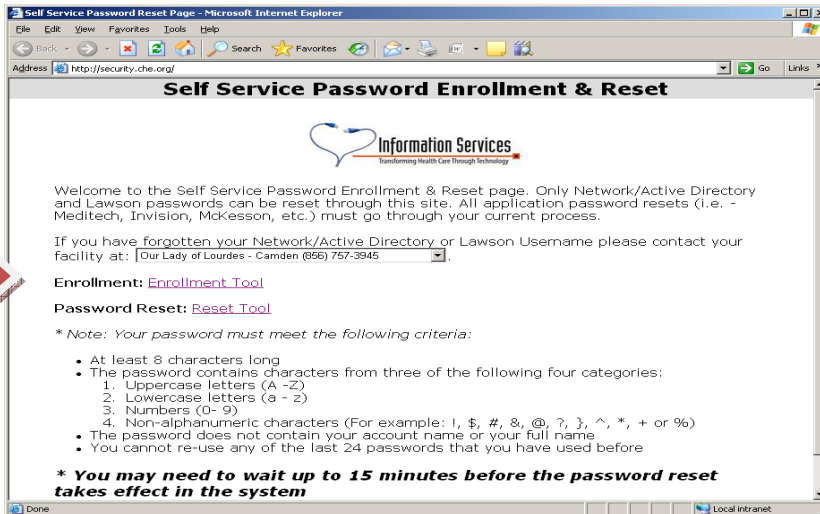 Self Service Password Reset Page - Microsoft Internet Explorer
File Edit View Favorites Tools Help
Back Search Favorites
Address http://security.che.org/ Go Links
Self Service Password Enrollment & Reset
Information Services
Transforming Health Care Through Technology
Welcome to the Self Service Password Enrollment & Reset page. Only Network/Active Directory
and Lawson passwords can be reset through this site. All application password resets (i.e. -
Meditech, Invision, McKesson, etc.) must go through your current process.
If you have forgotten your Network/Active Directory or Lawson Username please contact your
facility at: Our Lady of Lourdes - Camden (856) 757-3945 .
Enrollment: Enrollment Tool
Password Reset: Reset Tool
* Note: Your password must meet the following criteria:
• At least 8 characters long
• The password contains characters from three of the following four categories:
1. Uppercase letters (A -Z)
2. Lowercase letters (a - z)
3. Numbers (0- 9)
4. Non-alphanumeric characters (For example: !, $, #, &, @, ?, }, ^, *, + or %)
• The password does not contain your account name or your full name
• You cannot re-use any of the last 24 passwords that you have used before
* You may need to wait up to 15 minutes before the password reset
takes effect in the system
Done Local intranet